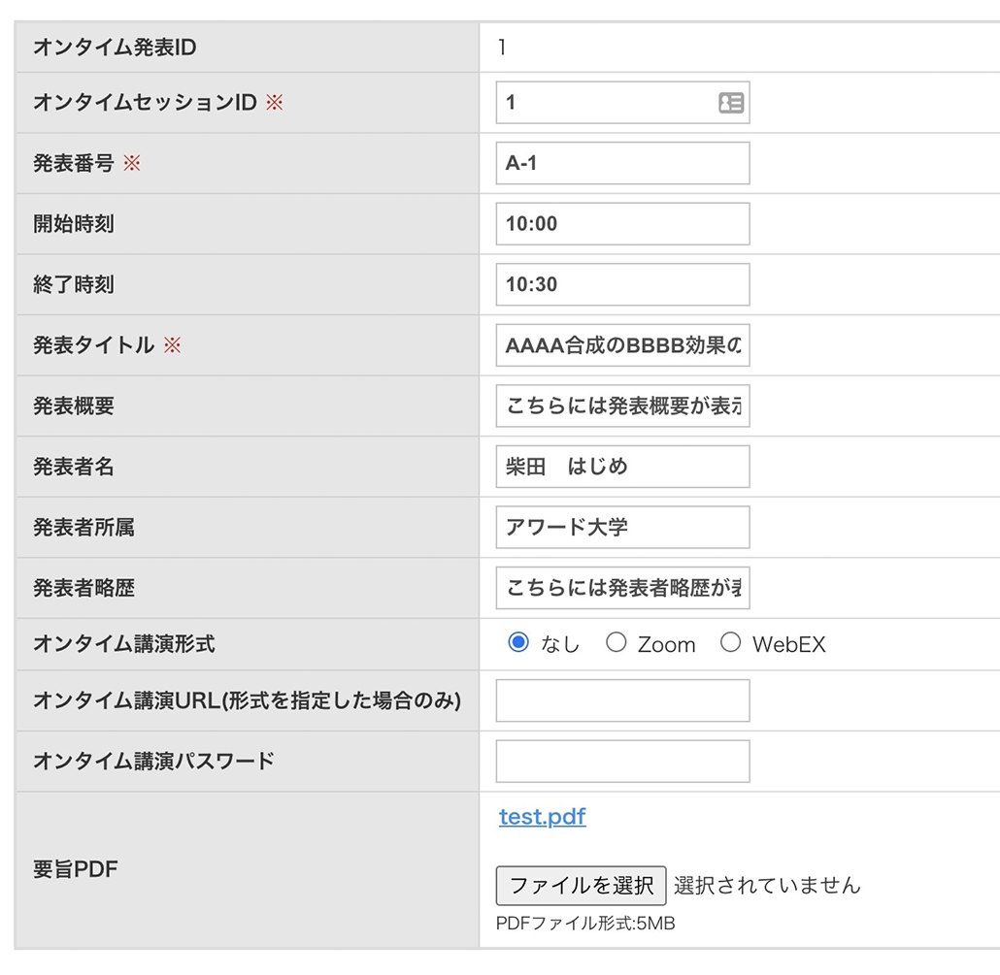 オンタイム発表ID
1
オンタイムセッションID ※
1
発表番号 ※
A-1
開始時刻
10:00
終了時刻
10:30
発表タイトル ※
AAAA合成のBBBB効果の
発表概要
こちらには発表概要が表示
発表者名
柴田　はじめ
発表者所属
アワード大学
発表者略歴
こちらには発表者略歴が表
オンタイム講演形式
なし Zoom WebEX
オンタイム講演URL(形式を指定した場合のみ)
オンタイム講演パスワード
要旨PDF
test.pdf
ファイルを選択 選択されていません
PDFファイル形式:5MB